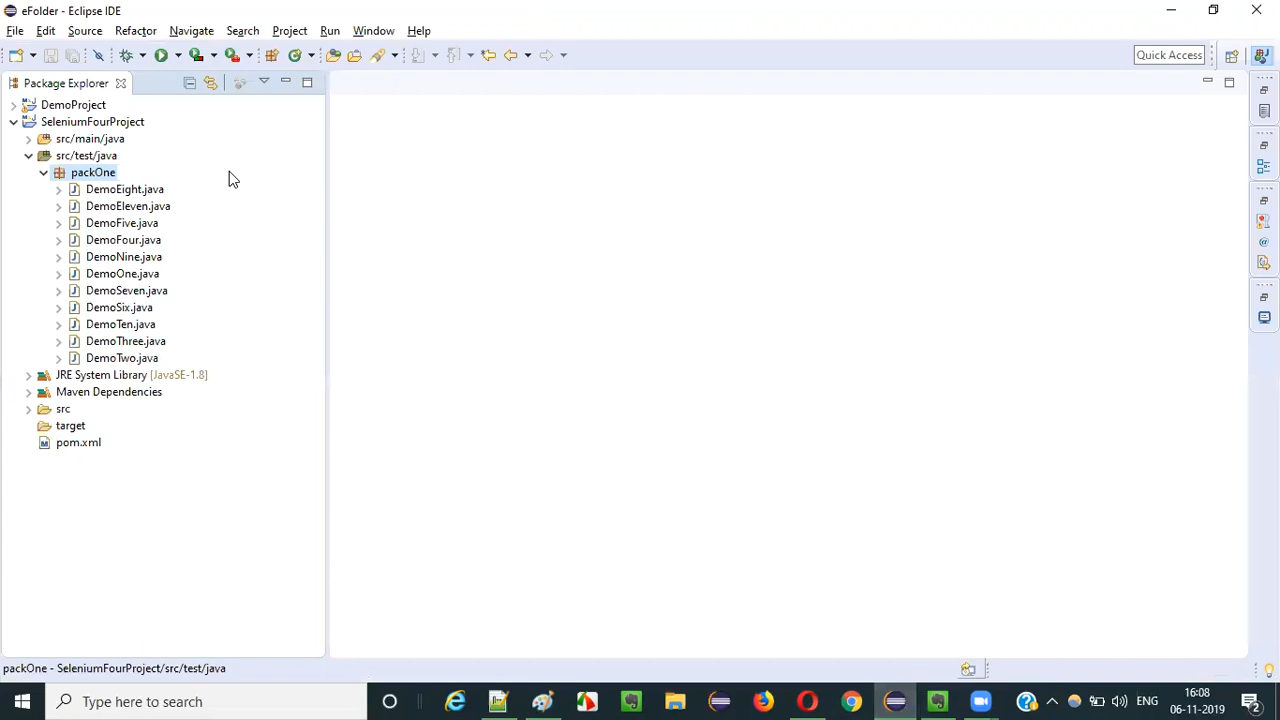 eFolder - Eclipse IDE
File Edit Source Refactor Navigate Search Project Run Window Help
Quick Access
Package Explorer
DemoProject
SeleniumFourProject
src/main/java
src/test/java
packOne
DemoEight.java
DemoEleven.java
DemoFive.java
DemoFour.java
DemoNine.java
DemoOne.java
DemoSeven.java
DemoSix.java
DemoTen.java
DemoThree.java
DemoTwo.java
JRE System Library [JavaSE-1.8]
Maven Dependencies
src
target
pom.xml
packOne - SeleniumFourProject/src/test/java
Type here to search
ENG
16:08
06-11-2019
2